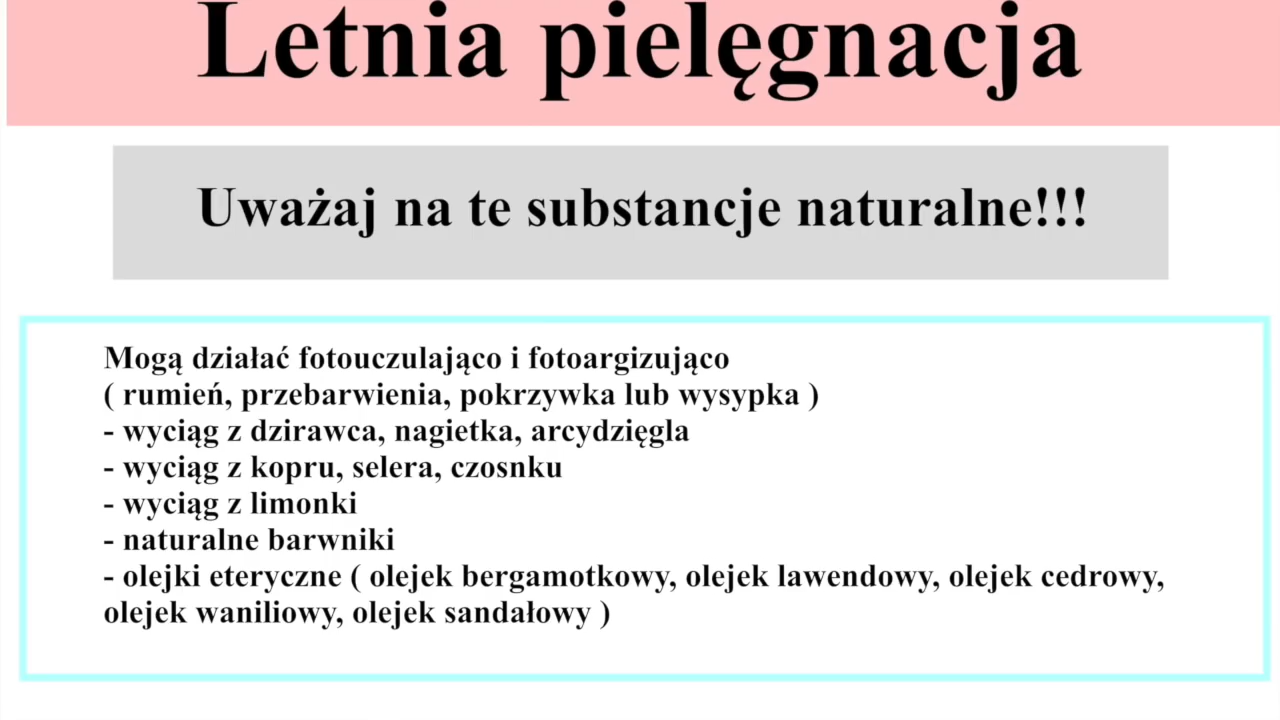 Letnia pielęgnacja
Uważaj na te substancje naturalne!!!
Mogą działać fotouczulająco i fotoargizująco
( rumień, przebarwienia, pokrzywka lub wysypka )
- wyciąg z dzirawca, nagietka, arcydzięgla
- wyciąg z kopru, selera, czosnku
- wyciąg z limonki
- naturalne barwniki
- olejki eteryczne ( olejek bergamotkowy, olejek lawendowy, olejek cedrowy,
olejek waniliowy, olejek sandałowy )